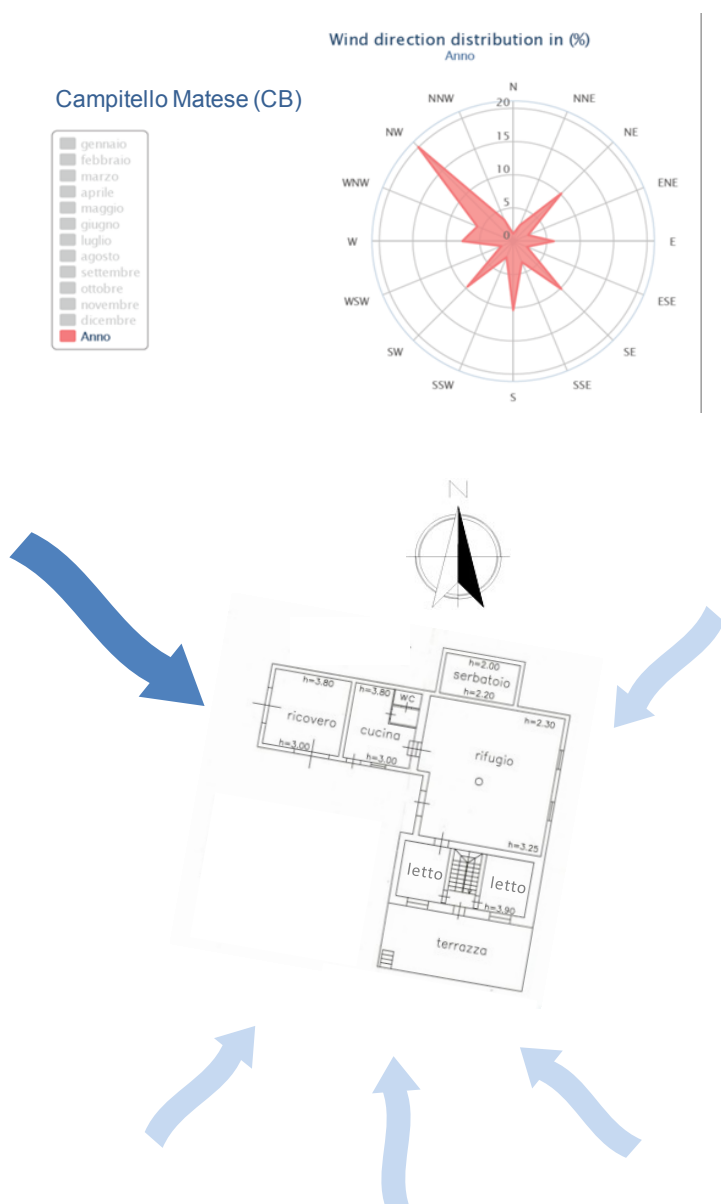 Wind direction distribution in (%)
Anno
Campitello Matese (CB)
gennaio
febbraio
marzo
aprile
maggio
giugno
luglio
agosto
settembre
ottobre
novembre
dicembre
Anno
N
NNE
NE
ENE
E
ESE
SE
SSE
S
SSW
SW
WSW
W
WNW
NW
NNW
20
15
10
5
0
N
h=2.00
serbatoio
h=2.20
h=2.30
h=3.80
ricovero
h=3.00
h=3.80
WC
cucina
h=3.00
rifugio
h=3.25
letto
letto
h=3.90
terrazza